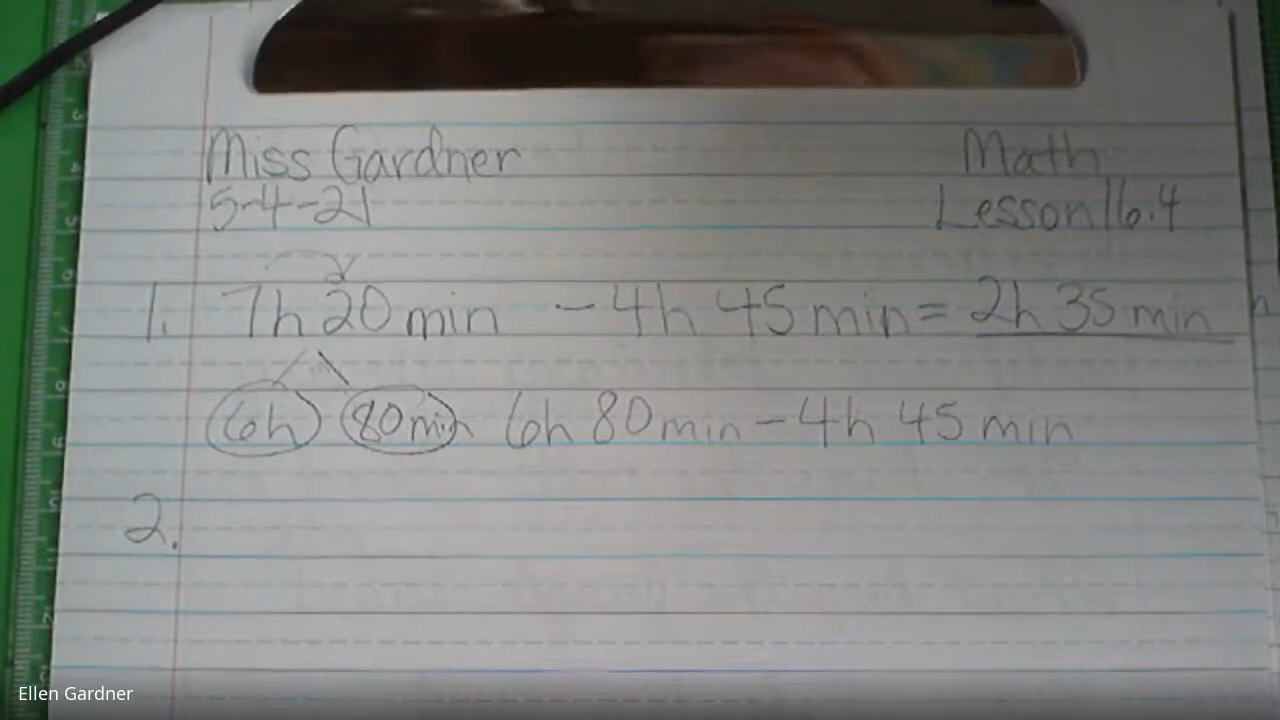 Miss Gardner Math
5-4-21 Lesson 16.4
1. 7h 20 min - 4h 45 min = 2h 35 min
6h 80 min 6h 80 min - 4h 45 min
2.
Ellen Gardner